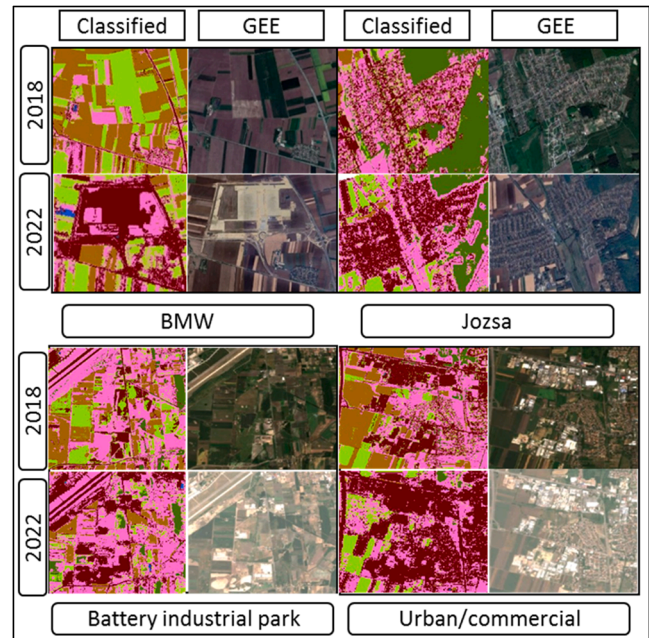 Classified GEE Classified GEE
2018
2022
BMW Jozsa
2018
2022
Battery industrial park Urban/commercial